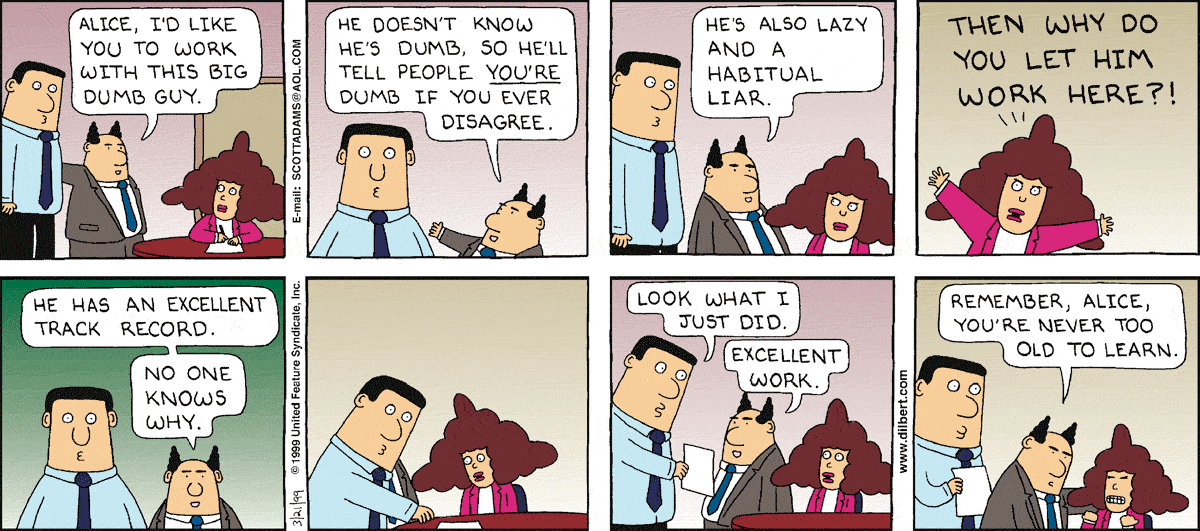 ALICE, I'D LIKE
YOU TO WORK
WITH THIS BIG
DUMB GUY.
E-mail: SCOTTADAMS@AOL.COM
HE DOESN'T KNOW
HE'S DUMB, SO HE'LL
TELL PEOPLE YOU'RE
DUMB IF YOU EVER
DISAGREE.
HE'S ALSO LAZY
AND A
HABITUAL
LIAR.
THEN WHY DO
YOU LET HIM
WORK HERE?!
HE HAS AN EXCELLENT
TRACK RECORD.
NO ONE
KNOWS
WHY.
3/21/99 © 1999 United Feature Syndicate, Inc.
LOOK WHAT I
JUST DID.
EXCELLENT
WORK.
www.dilbert.com
REMEMBER, ALICE,
YOU'RE NEVER TOO
OLD TO LEARN.